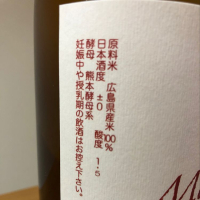 原料米 広島県産米100%
日本酒度 ±0 酸度 1.5
酵母 熊本酵母系
妊娠中や授乳期の飲酒はお控え下さい。